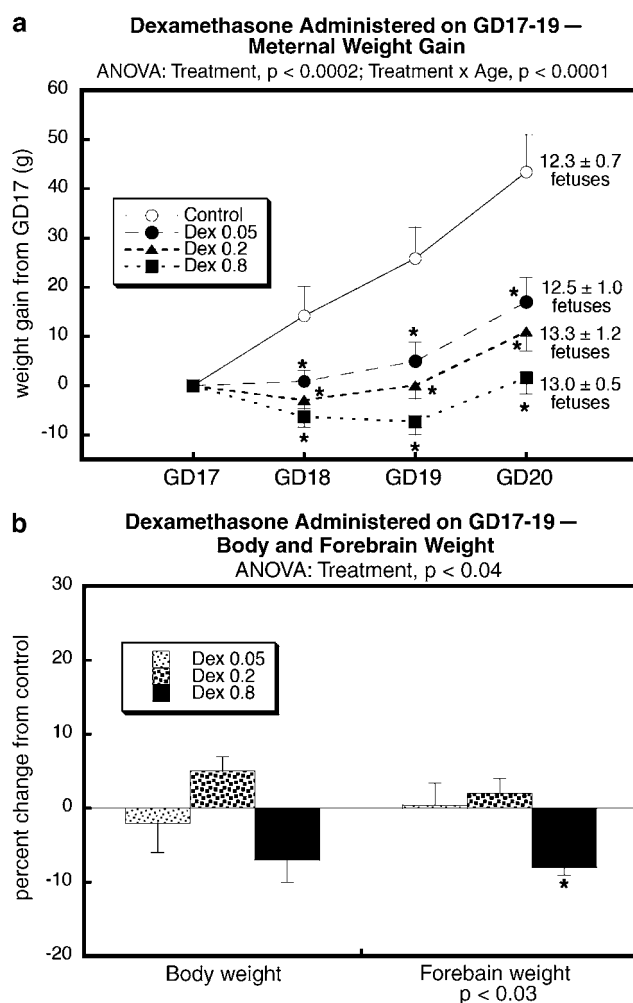 a
Dexamethasone Administered on GD17-19 —
Meternal Weight Gain
ANOVA: Treatment, p < 0.0002; Treatment x Age, p < 0.0001
weight gain from GD17 (g)
60
50
40
30
20
10
0
-10
Control
Dex 0.05
Dex 0.2
Dex 0.8
12.3 ± 0.7
fetuses
12.5 ± 1.0
fetuses
13.3 ± 1.2
fetuses
13.0 ± 0.5
fetuses
* * * * * * * * *
GD17 GD18 GD19 GD20
b
Dexamethasone Administered on GD17-19 —
Body and Forebrain Weight
ANOVA: Treatment, p < 0.04
percent change from control
30
20
10
0
-10
-20
Dex 0.05
Dex 0.2
Dex 0.8
*
Body weight Forebain weight
p < 0.03